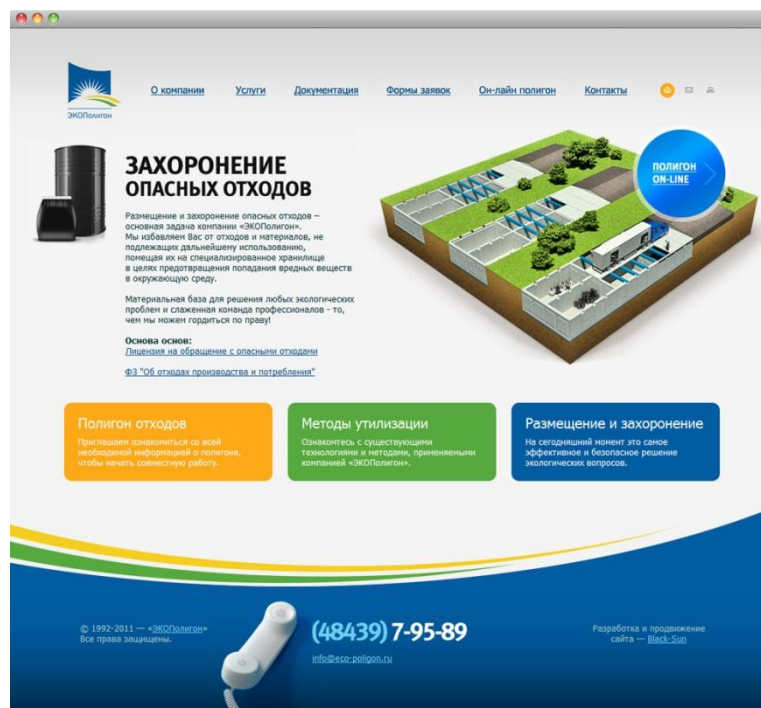 ЭКОПолигон
О компании
Услуги
Документация
Формы заявок
Он-лайн полигон
Контакты
ПОЛИГОН
ON-LINE
ЗАХОРОНЕНИЕ
ОПАСНЫХ ОТХОДОВ
Размещение и захоронение опасных отходов –
основная задача компании «ЭКОПолигон».
Мы избавляем Вас от отходов и материалов, не
подлежащих дальнейшему использованию,
помещая их на специализированное хранилище
в целях предотвращения попадания вредных веществ
в окружающую среду.
Материальная база для решения любых экологических
проблем и слаженная команда профессионалов - то,
чем мы можем гордиться по праву!
Основа основ:
Лицензия на обращение с опасными отходами
ФЗ "Об отходах производства и потребления"
Полигон отходов
Приглашаем ознакомиться со всей
необходимой информацией о полигоне,
чтобы начать совместную работу.
Методы утилизации
Ознакомтесь с существующими
технологиями и методами, применяемыми
компанией «ЭКОПолигон».
Размещение и захоронение
На сегодняшний момент это самое
эффективное и безопасное решение
экологических вопросов.
© 1992-2011 — «ЭКОПолигон»
Все права защищены.
(48439) 7-95-89
info@eco-poligon.ru
Разработка и продвижение
сайта — Black-Sun